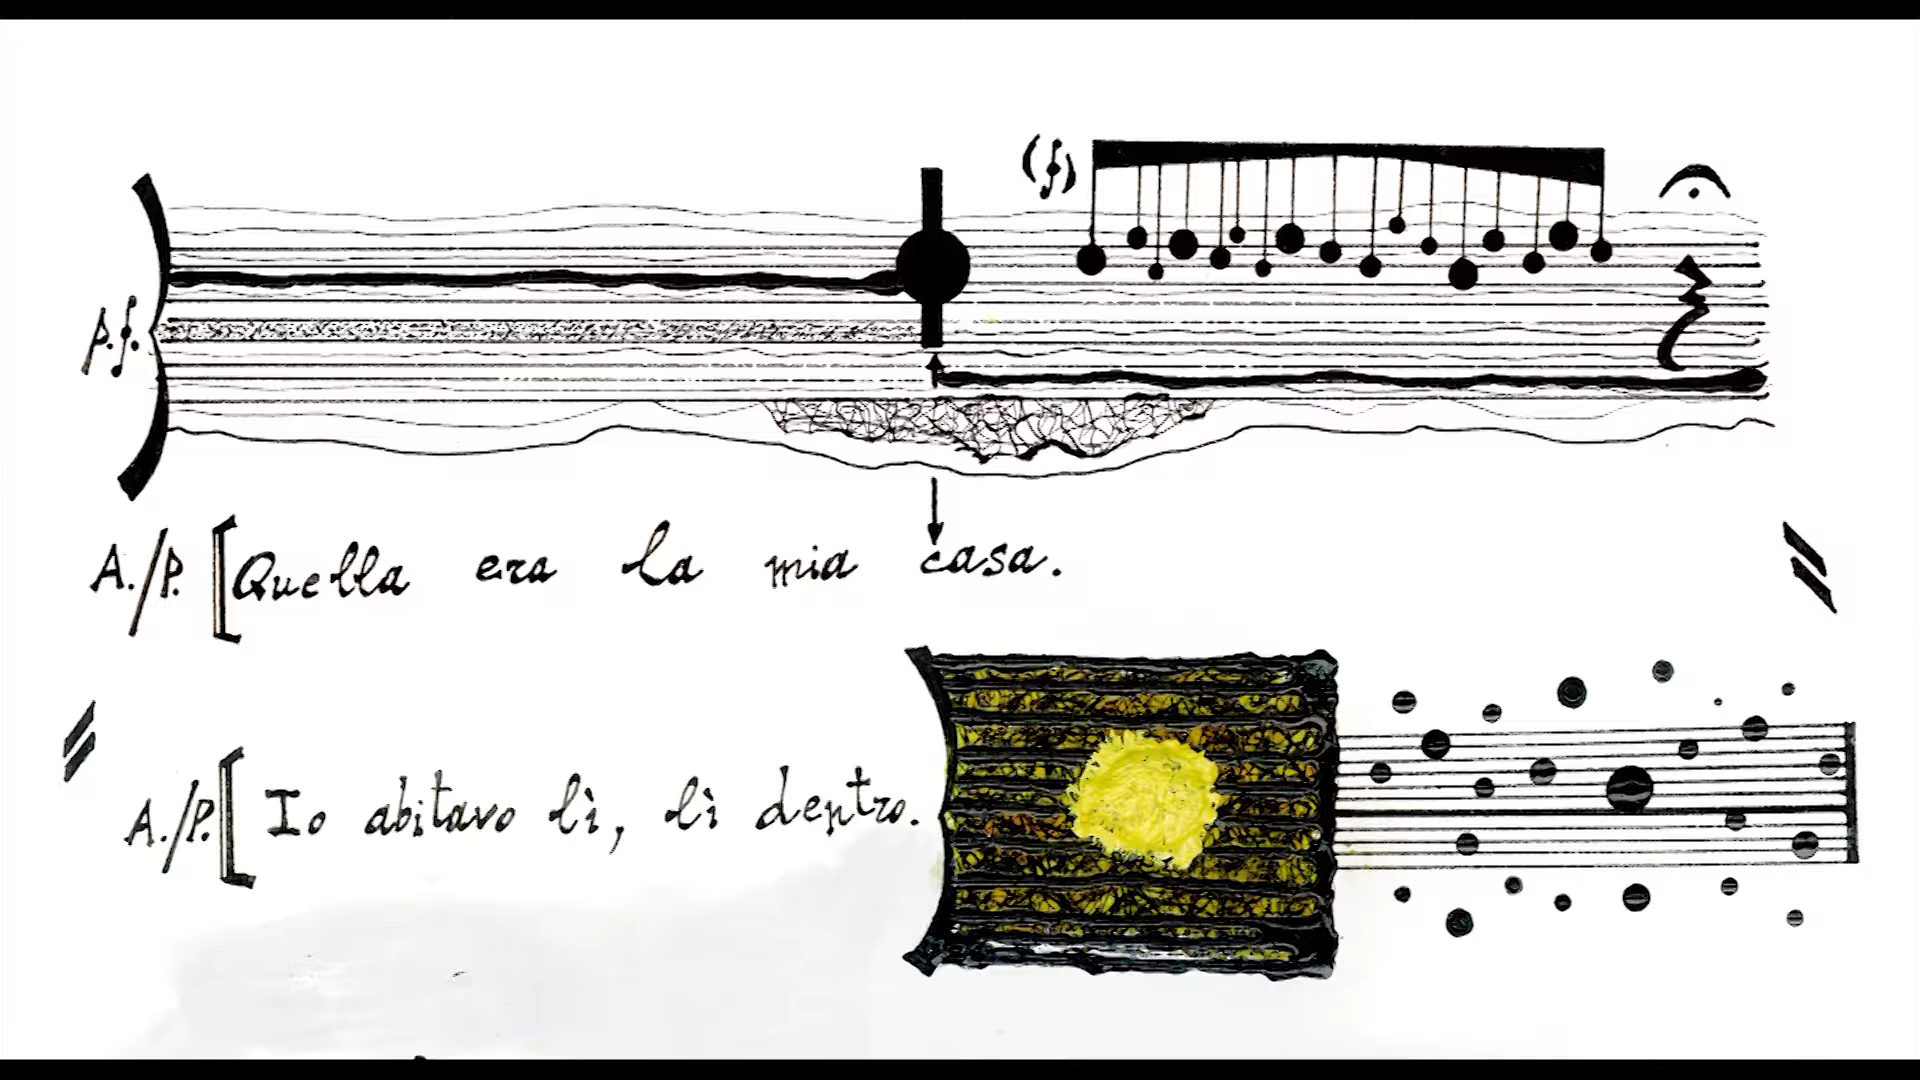 (f)
p.f.
A./P. [Quella era la mia casa.
A./P. [Io abitavo lì, lì dentro.